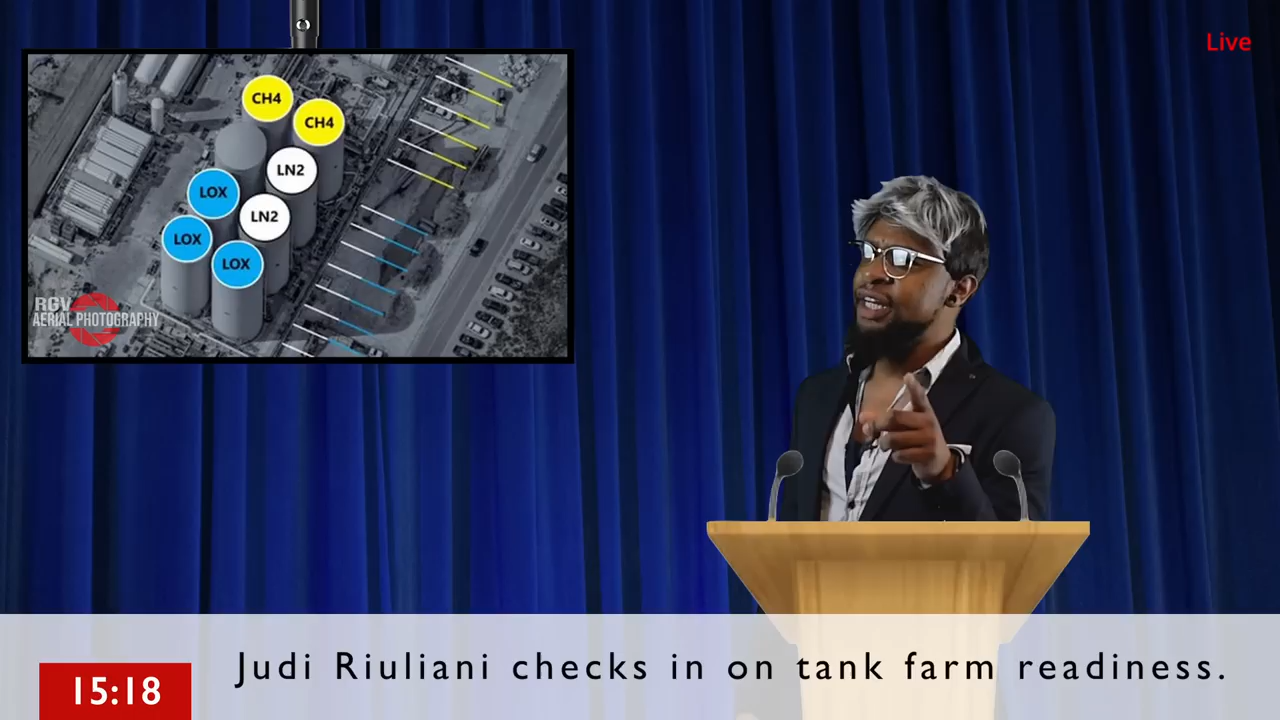 Live
CH4
CH4
LN2
LOX
LN2
LOX
LOX
RGV
AERIAL PHOTOGRAPHY
Judi Riuliani checks in on tank farm readiness.
15:18